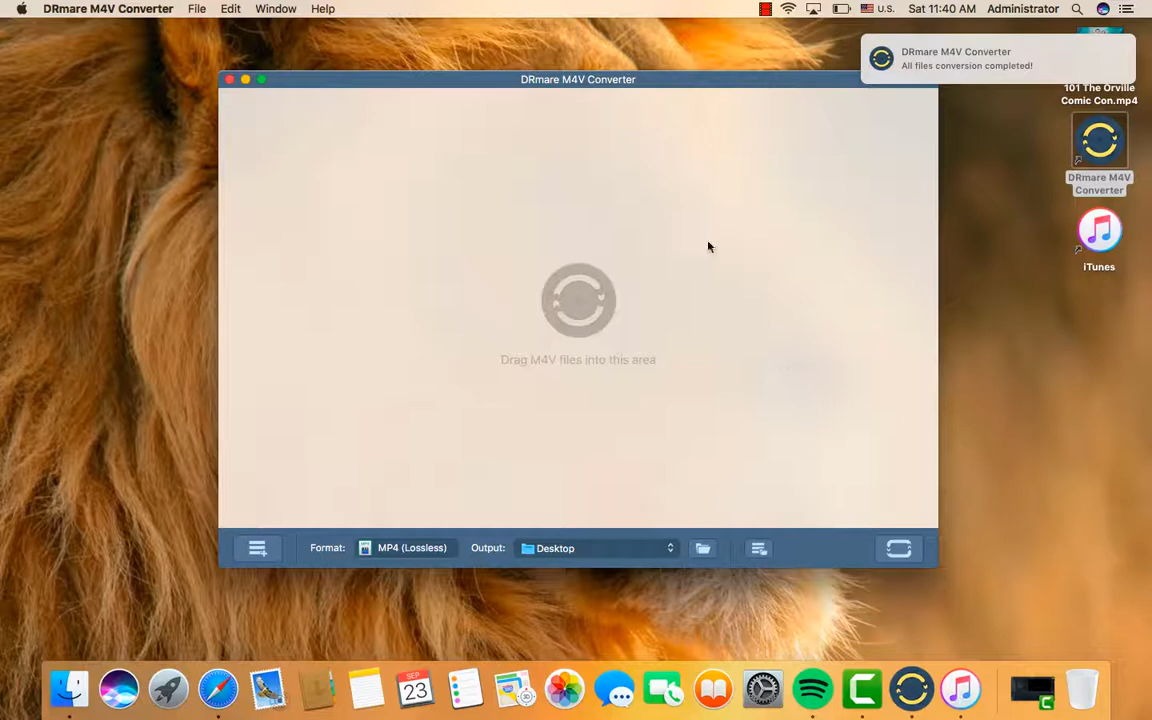 DRmare M4V Converter File Edit Window Help
U.S. Sat 11:40 AM Administrator
DRmare M4V Converter
All files conversion completed!
DRmare M4V Converter
101 The Orville
Comic Con.mp4
DRmare M4V
Converter
iTunes
Drag M4V files into this area
Format: MP4 (Lossless) Output: Desktop
SEP
23